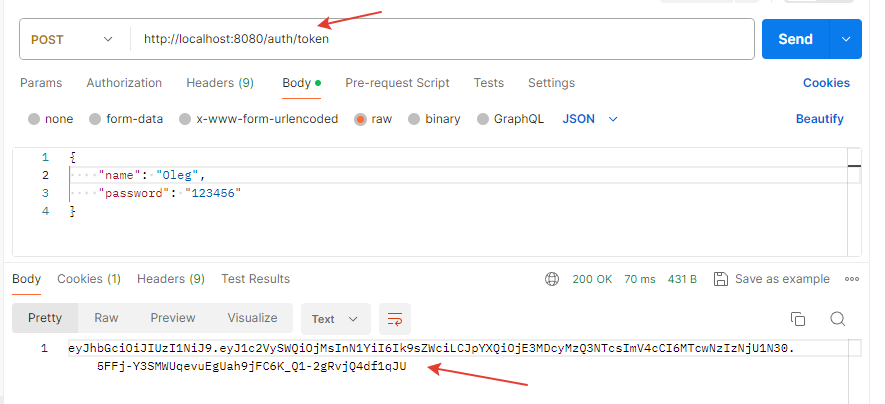 POST http://localhost:8080/auth/token Send
Params Authorization Headers (9) Body Pre-request Script Tests Settings Cookies
none form-data x-www-form-urlencoded raw binary GraphQL JSON Beautify
1 {
2 "name": "Oleg",
3 "password": "123456"
4 }
Body Cookies (1) Headers (9) Test Results 200 OK 70 ms 431 B Save as example
Pretty Raw Preview Visualize Text
1 eyJhbGciOiJIUzI1NiJ9.eyJ1c2VySWQiOjMsInN1YiI6Ik9sZWciLCJpYXQiOjE3MDcyMzQ3NTcsImV4cCI6MTcwNzIzNjU1N30.
5FFj-Y3SMWUqevuEgUah9jFC6K_Q1-2gRvjQ4df1qJU